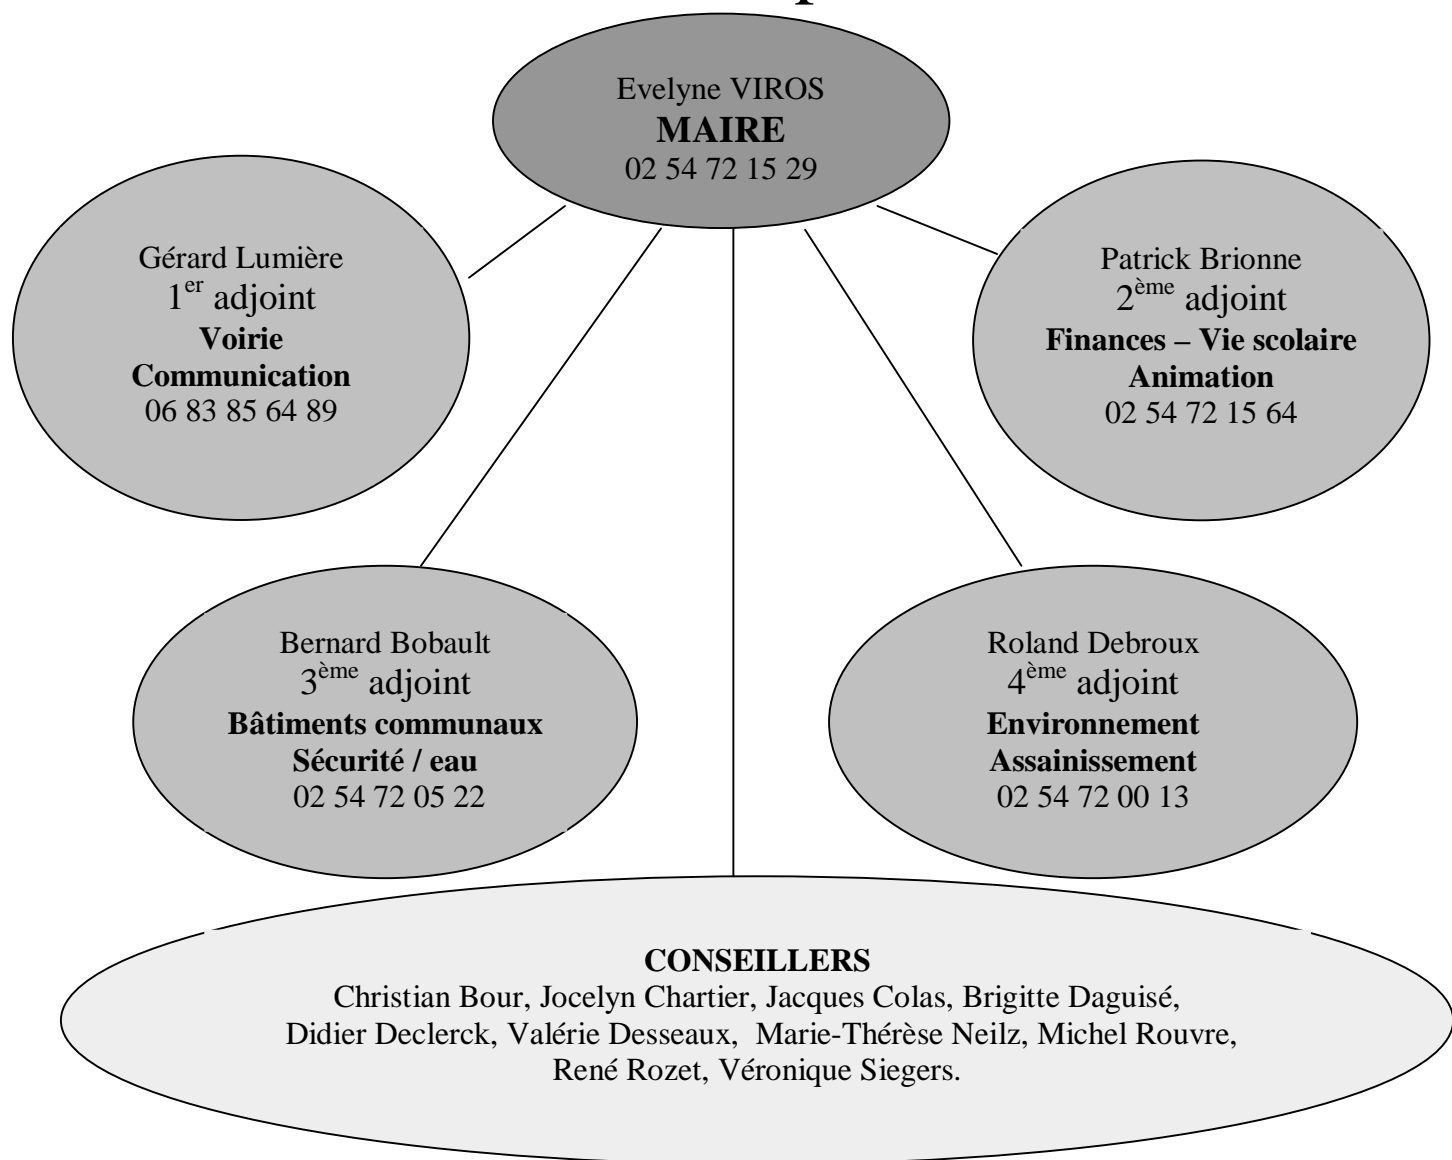 Evelyne VIROS
MAIRE
02 54 72 15 29
Gérard Lumière
1er adjoint
Voirie
Communication
06 83 85 64 89
Patrick Brionne
2ème adjoint
Finances – Vie scolaire
Animation
02 54 72 15 64
Bernard Bobault
3ème adjoint
Bâtiments communaux
Sécurité / eau
02 54 72 05 22
Roland Debroux
4ème adjoint
Environnement
Assainissement
02 54 72 00 13
CONSEILLERS
Christian Bour, Jocelyn Chartier, Jacques Colas, Brigitte Daguisé,
Didier Declerck, Valérie Desseaux,  Marie-Thérèse Neilz, Michel Rouvre,
René Rozet, Véronique Siegers.